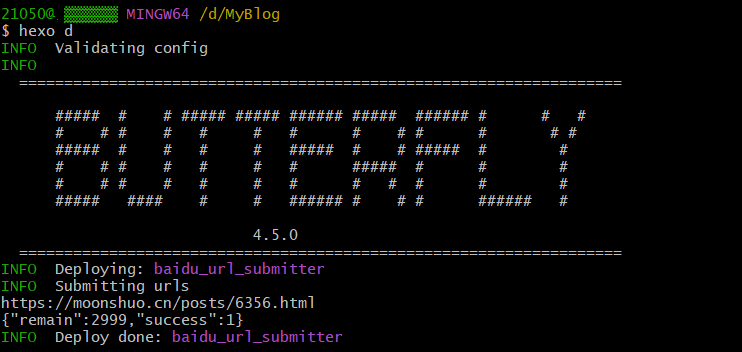 21050@ MINGW64 /d/MyBlog
$ hexo d
INFO  Validating config
INFO
===================================================================
BUTTERFLY
4.5.0
===================================================================
INFO  Deploying: baidu_url_submitter
INFO  Submitting urls
https://moonshuo.cn/posts/6356.html
{"remain":2999,"success":1}
INFO  Deploy done: baidu_url_submitter